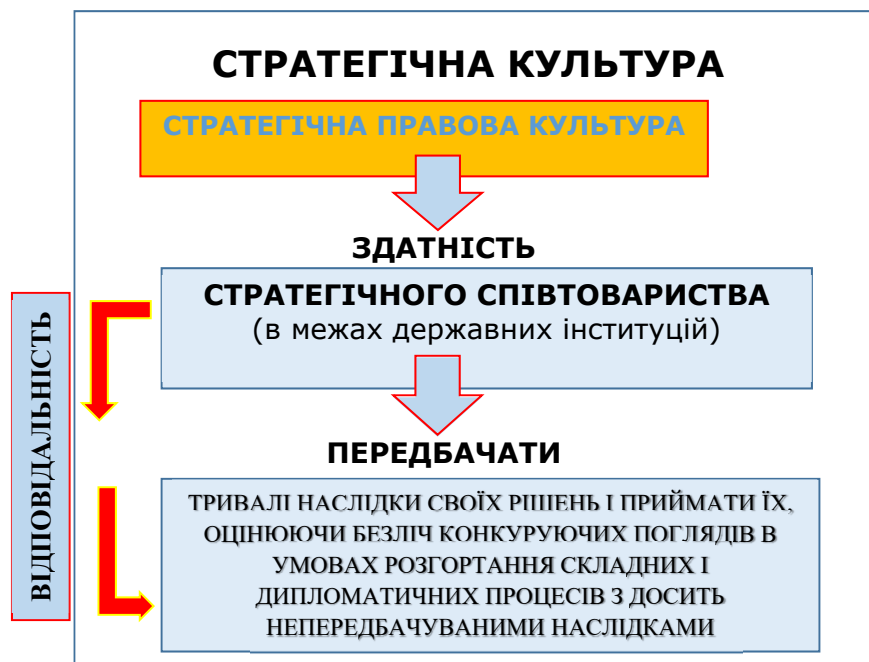 СТРАТЕГІЧНА КУЛЬТУРА
СТРАТЕГІЧНА ПРАВОВА КУЛЬТУРА
ЗДАТНІСТЬ
СТРАТЕГІЧНОГО СПІВТОВАРИСТВА
(в межах державних інституцій)
ВІДПОВІДАЛЬНІСТЬ
ПЕРЕДБАЧАТИ
ТРИВАЛІ НАСЛІДКИ СВОЇХ РІШЕНЬ І ПРИЙМАТИ ЇХ,
ОЦІНЮЮЧИ БЕЗЛІЧ КОНКУРУЮЧИХ ПОГЛЯДІВ В
УМОВАХ РОЗГОРТАННЯ СКЛАДНИХ І
ДИПЛОМАТИЧНИХ ПРОЦЕСІВ З ДОСИТЬ
НЕПЕРЕДБАЧУВАНИМИ НАСЛІДКАМИ